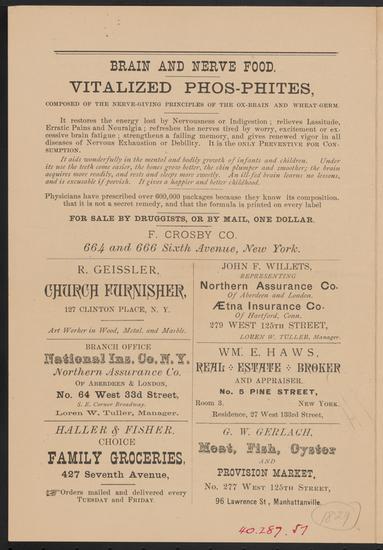 BRAIN AND NERVE FOOD.
VITALIZED PHOS-PHITES,
COMPOSED OF THE NERVE-GIVING PRINCIPLES OF THE OX-BRAIN AND WHEAT-GERM.
It restores the energy lost by Nervousness or Indigestion; relieves Lassitude,
Erratic Pains and Neuralgia; refreshes the nerves tired by worry, excitement or ex-
cessive brain fatigue; strengthens a failing memory, and gives renewed vigor in all
diseases of Nervous Exhaustion or Debility. It is the ONLY PREVENTIVE FOR CON-
SUMPTION.
It aids wonderfully in the mental and bodily growth of infants and children. Under
its use the teeth come easier, the bones grow better, the skin plumper and smoother; the brain
acquires more readily, and rests and sleeps more sweetly. An ill-fed brain learns no lessons,
and is excusable if peevish. It gives a happier and better childhood.
Physicians have prescribed over 600,000 packages because they know its composition,
that it is not a secret remedy, and that the formula is printed on every label
FOR SALE BY DRUGGISTS, OR BY MAIL, ONE DOLLAR.
F. CROSBY CO.
664 and 666 Sixth Avenue, New York.
R. GEISSLER,
CHURCH FURNISHER,
127 CLINTON PLACE, N. Y.
Art Worker in Wood, Metal, and Marble.
BRANCH OFFICE
National Ins. Co. N.Y.
Northern Assurance Co.
OF ABERDEEN & LONDON,
No. 64 West 33d Street,
S. E. Corner Broadway.
Loren W. Tuller, Manager.
HALLER & FISHER,
CHOICE
FAMILY GROCERIES,
427 Seventh Avenue,
Orders mailed and delivered every
TUESDAY and FRIDAY.
JOHN F. WILLETS,
REPRESENTING
Northern Assurance Co.
Of Aberdeen and London.
Ætna Insurance Co.
Of Hartford, Conn.
279 WEST 125TH STREET,
LOREN W. TULLER, Manager.
WM. E. HAWS,
REAL ESTATE BROKER
AND APPRAISER.
No. 5 PINE STREET,
Room 3. NEW YORK.
Residence, 27 West 133rd Street,
G. W. GERLACH,
Meat, Fish, Oyster
AND
PROVISION MARKET,
No. 277 WEST 125TH STREET,
96 Lawrence St, Manhattanville.
1829
40.287.51